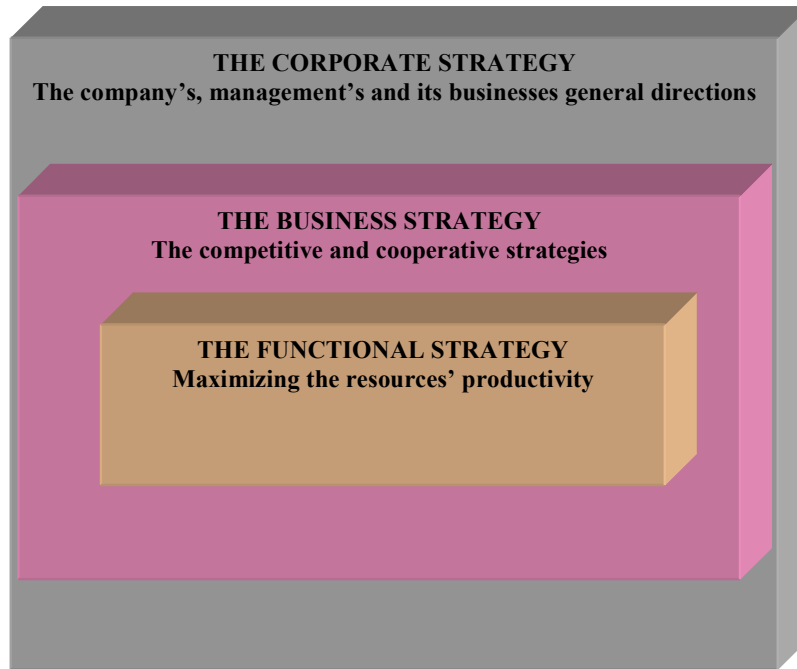 THE CORPORATE STRATEGY
The company’s, management’s and its businesses general directions
THE BUSINESS STRATEGY
The competitive and cooperative strategies
THE FUNCTIONAL STRATEGY
Maximizing the resources’ productivity